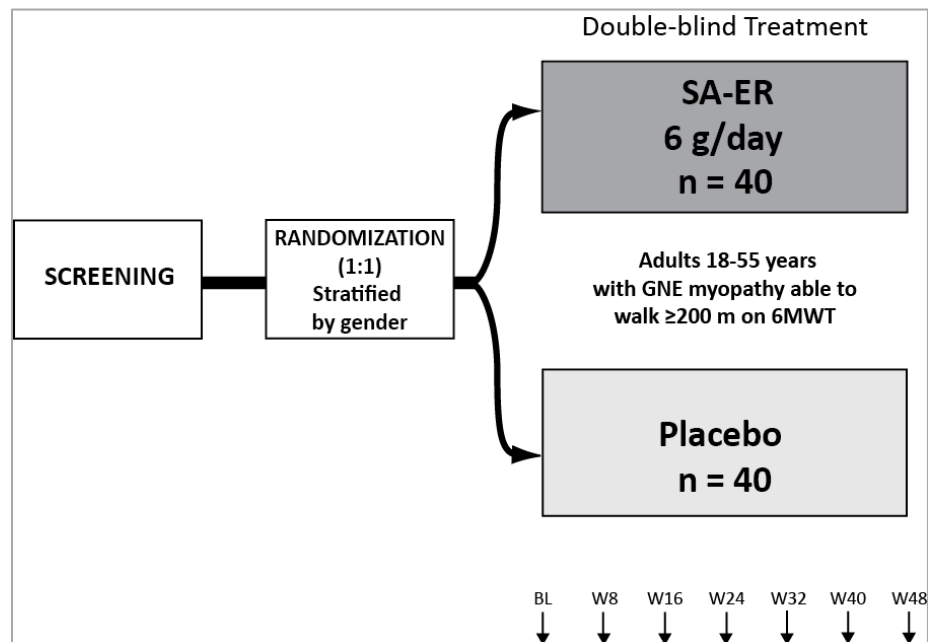 Double-blind Treatment
SA-ER
6 g/day
n = 40
SCREENING
RANDOMIZATION
(1:1)
Stratified
by gender
Adults 18-55 years
with GNE myopathy able to
walk ≥200 m on 6MWT
Placebo
n = 40
BL W8 W16 W24 W32 W40 W48